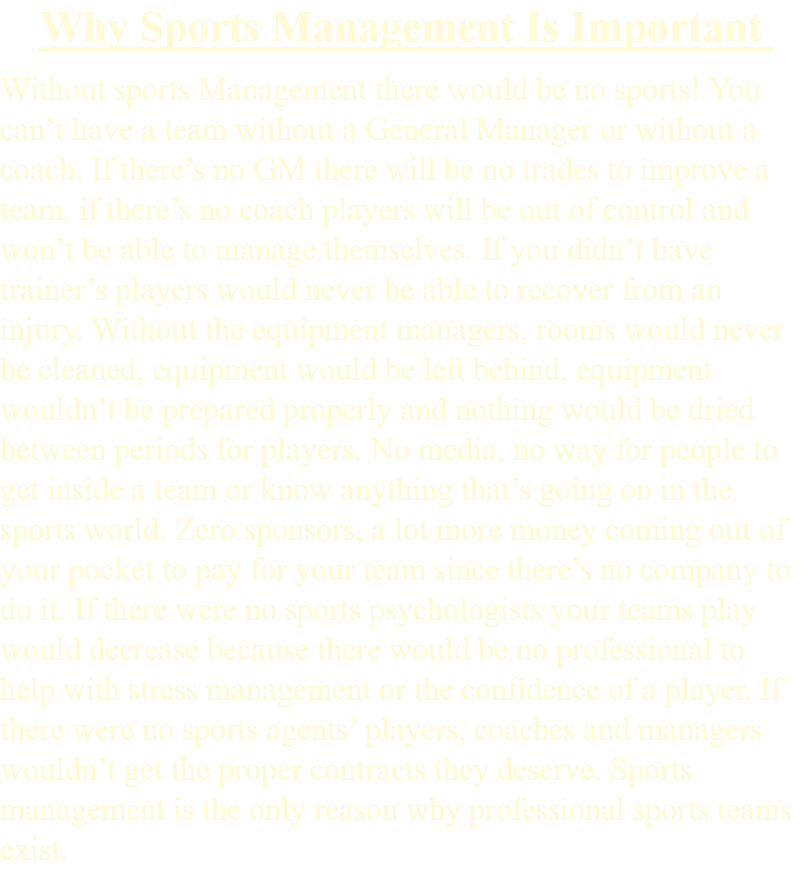 Why Sports Management Is Important
Without sports Management there would be no sports! You
can’t have a team without a General Manager or without a
coach. If there’s no GM there will be no trades to improve a
team, if there’s no coach players will be out of control and
won’t be able to manage themselves. If you didn’t have
trainer’s players would never be able to recover from an
injury. Without the equipment managers, rooms would never
be cleaned, equipment would be left behind, equipment
wouldn’t be prepared properly and nothing would be dried
between periods for players. No media, no way for people to
get inside a team or know anything that’s going on in the
sports world. Zero sponsors, a lot more money coming out of
your pocket to pay for your team since there’s no company to
do it. If there were no sports psychologists your teams play
would decrease because there would be no professional to
help with stress management or the confidence of a player. If
there were no sports agents’ players, coaches and managers
wouldn’t get the proper contracts they deserve. Sports
management is the only reason why professional sports teams
exist.